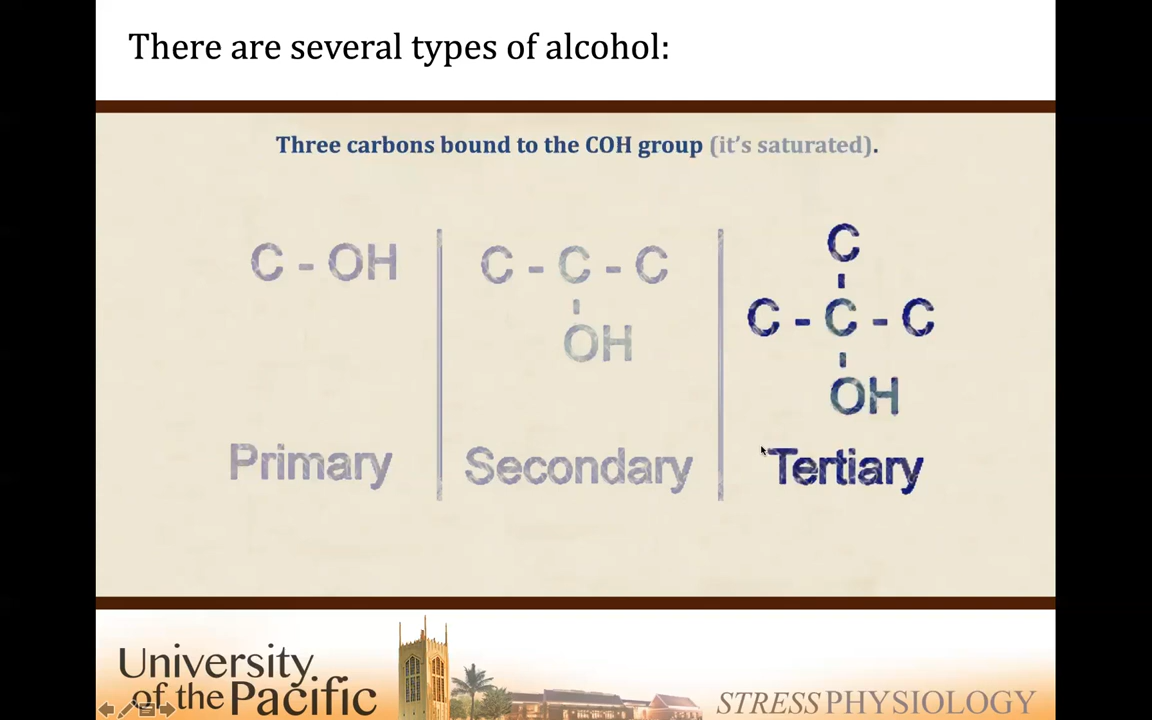 There are several types of alcohol:
Three carbons bound to the COH group (it's saturated).
C - OH
C - C - C
OH
C
C - C - C
OH
Primary
Secondary
Tertiary
University
of the Pacific
STRESS PHYSIOLOGY